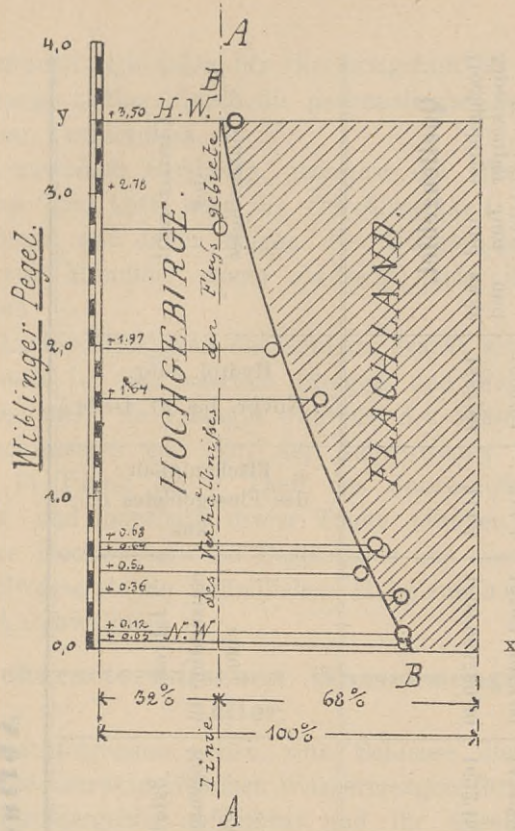 A
B
4,0
y
+3,50 H.W.
3,0
+2.78
+1.97
2,0
+1.64
1,0
+0.68
+0.64
+0.50
+0.36
+0.12
+0.05 N.W
0,0
x
B
Wiblinger Pegel.
HOCHGEBIRGE.
Linie des Verhältnißes der Flußgebiete
FLACHLAND.
32%
68%
100%
A